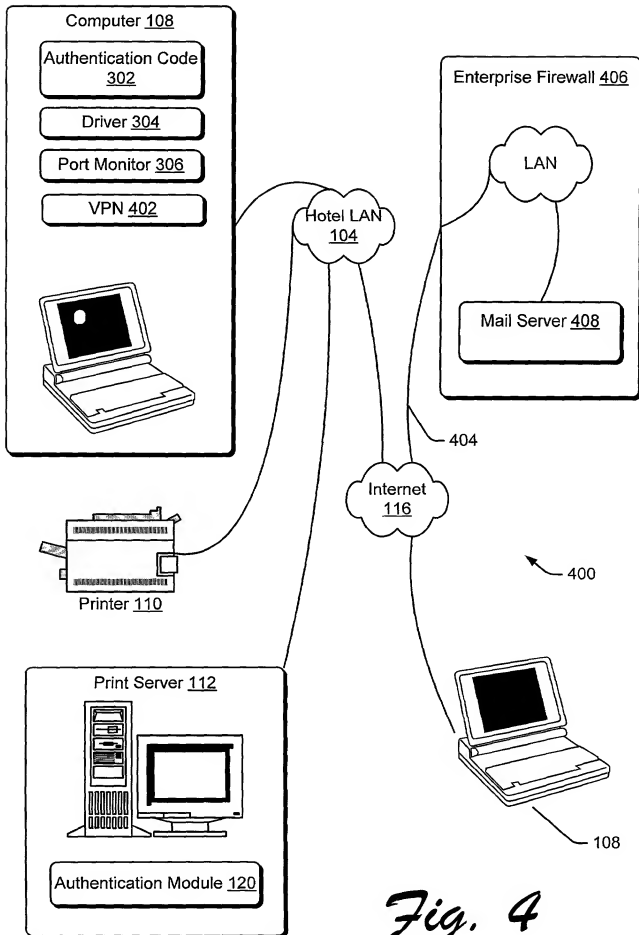 Computer 108
Authentication Code
302
Driver 304
Port Monitor 306
VPN 402
Hotel LAN
104
Enterprise Firewall 406
LAN
Mail Server 408
404
Internet
116
400
Printer 110
Print Server 112
Authentication Module 120
108
Fig. 4